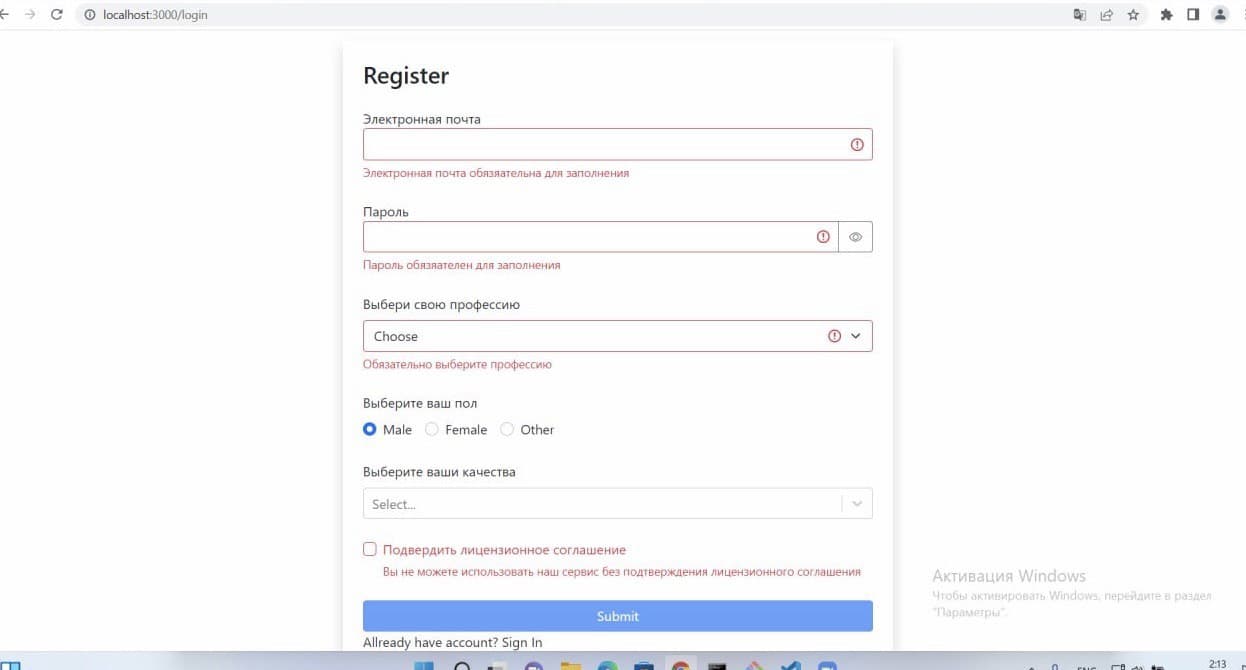 localhost:3000/login
Register
Электронная почта
Электронная почта обязяательна для заполнения
Пароль
Пароль обязяателен для заполнения
Выбери свою профессию
Choose
Обязательно выберите профессию
Выберите ваш пол
Male Female Other
Выберите ваши качества
Select...
Подвердить лицензионное соглашение
Вы не можете использовать наш сервис без подтверждения лицензионного соглашения
Активация Windows
Чтобы активировать Windows, перейдите в раздел
"Параметры".
Submit
Allready have account? Sign In
ENG 2:13